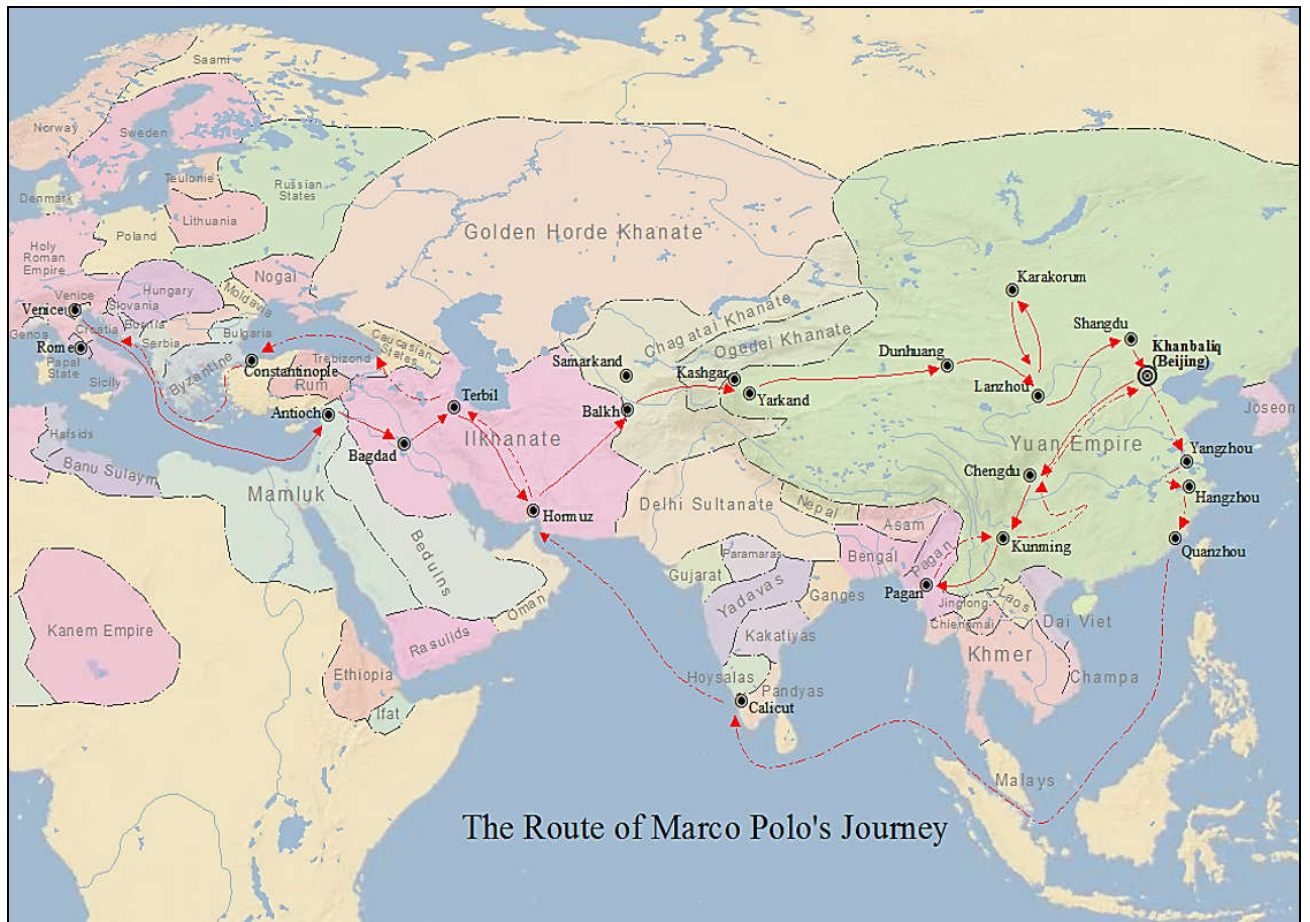 Saami
Norway
Sweden
Teulonie
Russian
States
Denmark
Lithuania
Poland
Golden Horde Khanate
Holy
Roman
Empire
Nogai
Karakorum
Hungary
Venice
Moldavia
Slovania
Venice
Chagatai Khanate
Shangdu
Croatia
Bosnia
Genoa
Bulgaria
Caucasian
States
Ogedei Khanate
Khanbaliq
(Beijing)
Serbia
Rome
Papal
State
Byzantine
Constantinople
Trebizond
Samarkand
Kashgar
Dunhuang
Rum
Sicily
Terbil
Lanzhou
Yarkand
Antioch
Balkh
Joseon
Hafsids
Ilkhanate
Yuan Empire
Bagdad
Yangzhou
Banu Sulaym
Chengdu
Mamluk
Hangzhou
Delhi Sultanate
Nepal
Hormuz
Asam
Kunming
Quanzhou
Beduins
Paramaras
Bengal
Pagan
Gujarat
Yadavas
Ganges
Pagan
Laos
Oman
Jinglong-
Chiengmai
Dai Viet
Kanem Empire
Rasulids
Kakatiyas
Khmer
Ethiopia
Hoysalas
Champa
Pandyas
Calicut
Ifat
Malays
The Route of Marco Polo's Journey